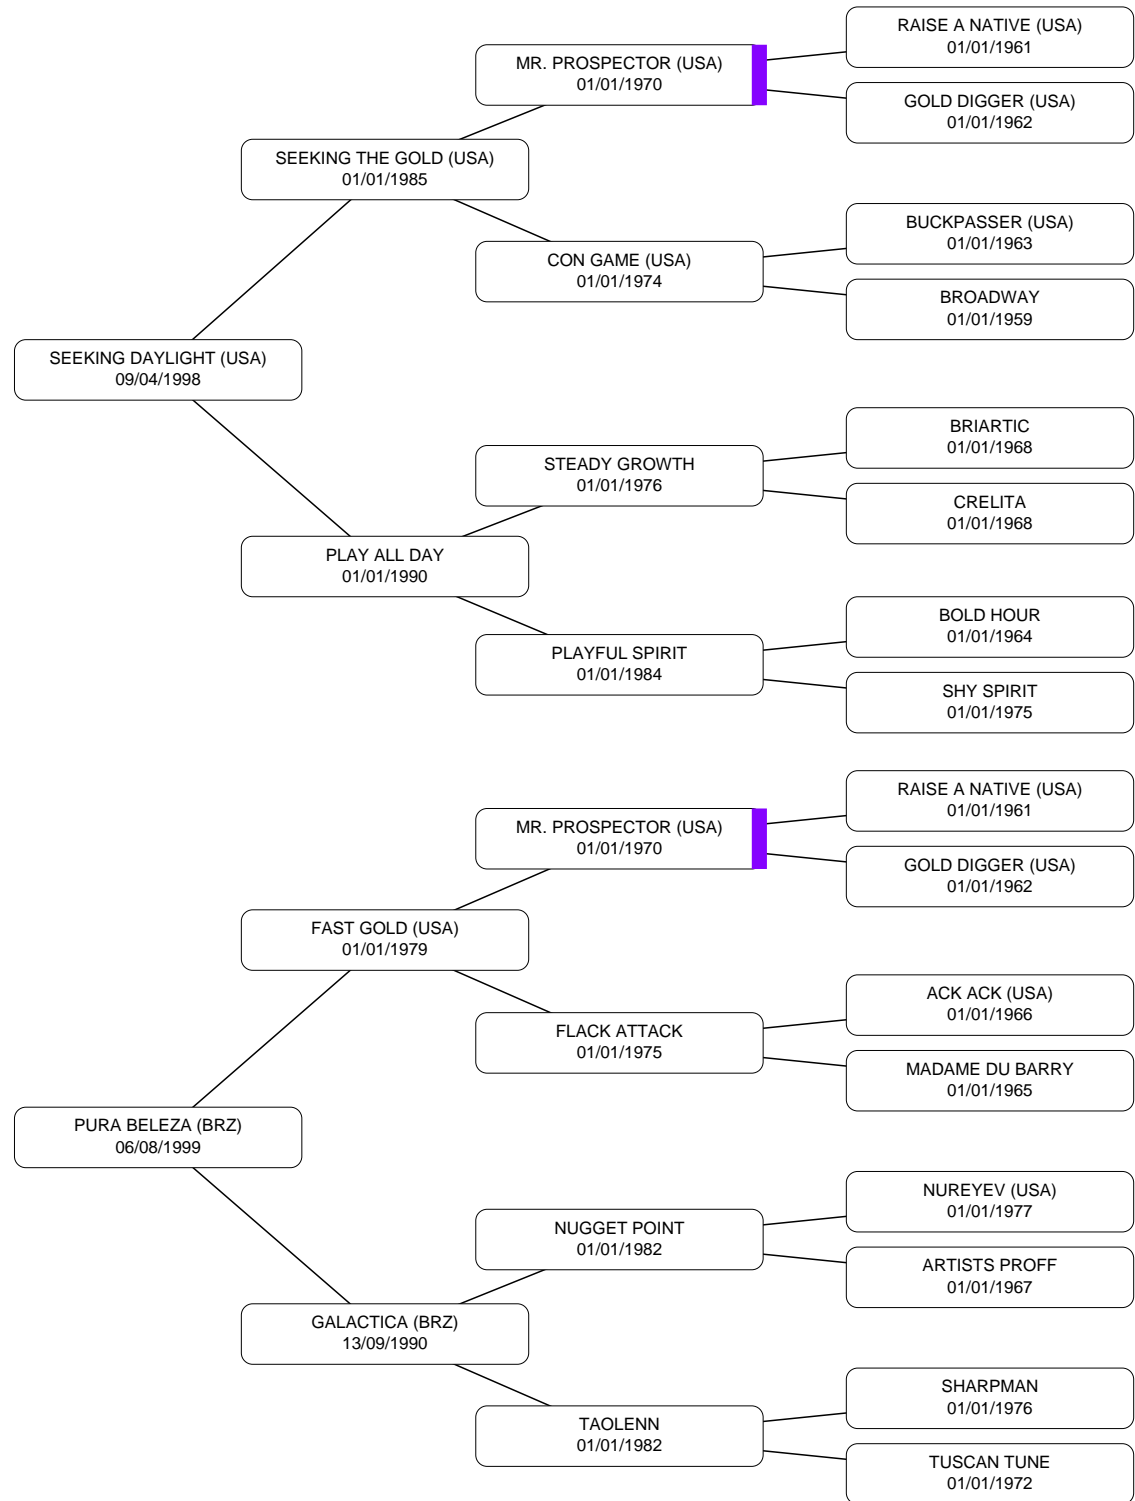 RAISE A NATIVE (USA)
01/01/1961
MR. PROSPECTOR (USA)
01/01/1970
GOLD DIGGER (USA)
01/01/1962
SEEKING THE GOLD (USA)
01/01/1985
BUCKPASSER (USA)
01/01/1963
CON GAME (USA)
01/01/1974
BROADWAY
01/01/1959
SEEKING DAYLIGHT (USA)
09/04/1998
BRIARTIC
01/01/1968
STEADY GROWTH
01/01/1976
CRELITA
01/01/1968
PLAY ALL DAY
01/01/1990
BOLD HOUR
01/01/1964
PLAYFUL SPIRIT
01/01/1984
SHY SPIRIT
01/01/1975
RAISE A NATIVE (USA)
01/01/1961
MR. PROSPECTOR (USA)
01/01/1970
GOLD DIGGER (USA)
01/01/1962
FAST GOLD (USA)
01/01/1979
ACK ACK (USA)
01/01/1966
FLACK ATTACK
01/01/1975
MADAME DU BARRY
01/01/1965
PURA BELEZA (BRZ)
06/08/1999
NUREYEV (USA)
01/01/1977
NUGGET POINT
01/01/1982
ARTISTS PROFF
01/01/1967
GALACTICA (BRZ)
13/09/1990
SHARPMAN
01/01/1976
TAOLENN
01/01/1982
TUSCAN TUNE
01/01/1972